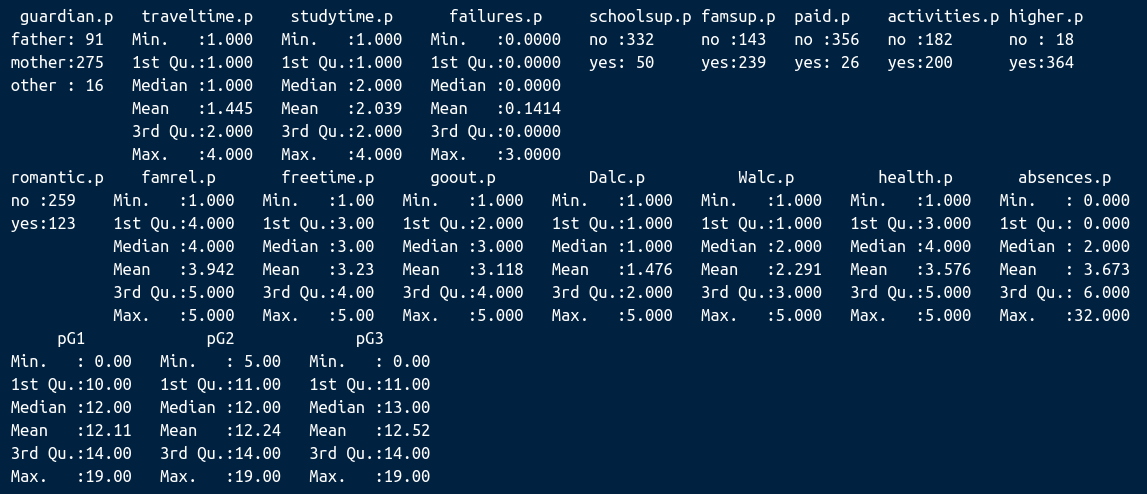 guardian.p   traveltime.p    studytime.p      failures.p     schoolsup.p famsup.p  paid.p    activities.p higher.p 
father: 91   Min.   :1.000   Min.   :1.000   Min.   :0.0000   no :332     no :143   no :356   no :182      no : 18  
mother:275   1st Qu.:1.000   1st Qu.:1.000   1st Qu.:0.0000   yes: 50     yes:239   yes: 26   yes:200      yes:364  
other : 16   Median :1.000   Median :2.000   Median :0.0000
             Mean   :1.445   Mean   :2.039   Mean   :0.1414
             3rd Qu.:2.000   3rd Qu.:2.000   3rd Qu.:0.0000
             Max.   :4.000   Max.   :4.000   Max.   :3.0000
romantic.p    famrel.p       freetime.p      goout.p          Dalc.p          Walc.p         health.p       absences.p
no :259    Min.   :1.000   Min.   :1.00   Min.   :1.000   Min.   :1.000   Min.   :1.000   Min.   :1.000   Min.   : 0.000
yes:123    1st Qu.:4.000   1st Qu.:3.00   1st Qu.:2.000   1st Qu.:1.000   1st Qu.:1.000   1st Qu.:3.000   1st Qu.: 0.000
           Median :4.000   Median :3.00   Median :3.000   Median :1.000   Median :2.000   Median :4.000   Median : 2.000
           Mean   :3.942   Mean   :3.23   Mean   :3.118   Mean   :1.476   Mean   :2.291   Mean   :3.576   Mean   : 3.673
           3rd Qu.:5.000   3rd Qu.:4.00   3rd Qu.:4.000   3rd Qu.:2.000   3rd Qu.:3.000   3rd Qu.:5.000   3rd Qu.: 6.000
           Max.   :5.000   Max.   :5.00   Max.   :5.000   Max.   :5.000   Max.   :5.000   Max.   :5.000   Max.   :32.000
     pG1             pG2             pG3
Min.   : 0.00   Min.   : 5.00   Min.   : 0.00
1st Qu.:10.00   1st Qu.:11.00   1st Qu.:11.00
Median :12.00   Median :12.00   Median :13.00
Mean   :12.11   Mean   :12.24   Mean   :12.52
3rd Qu.:14.00   3rd Qu.:14.00   3rd Qu.:14.00
Max.   :19.00   Max.   :19.00   Max.   :19.00